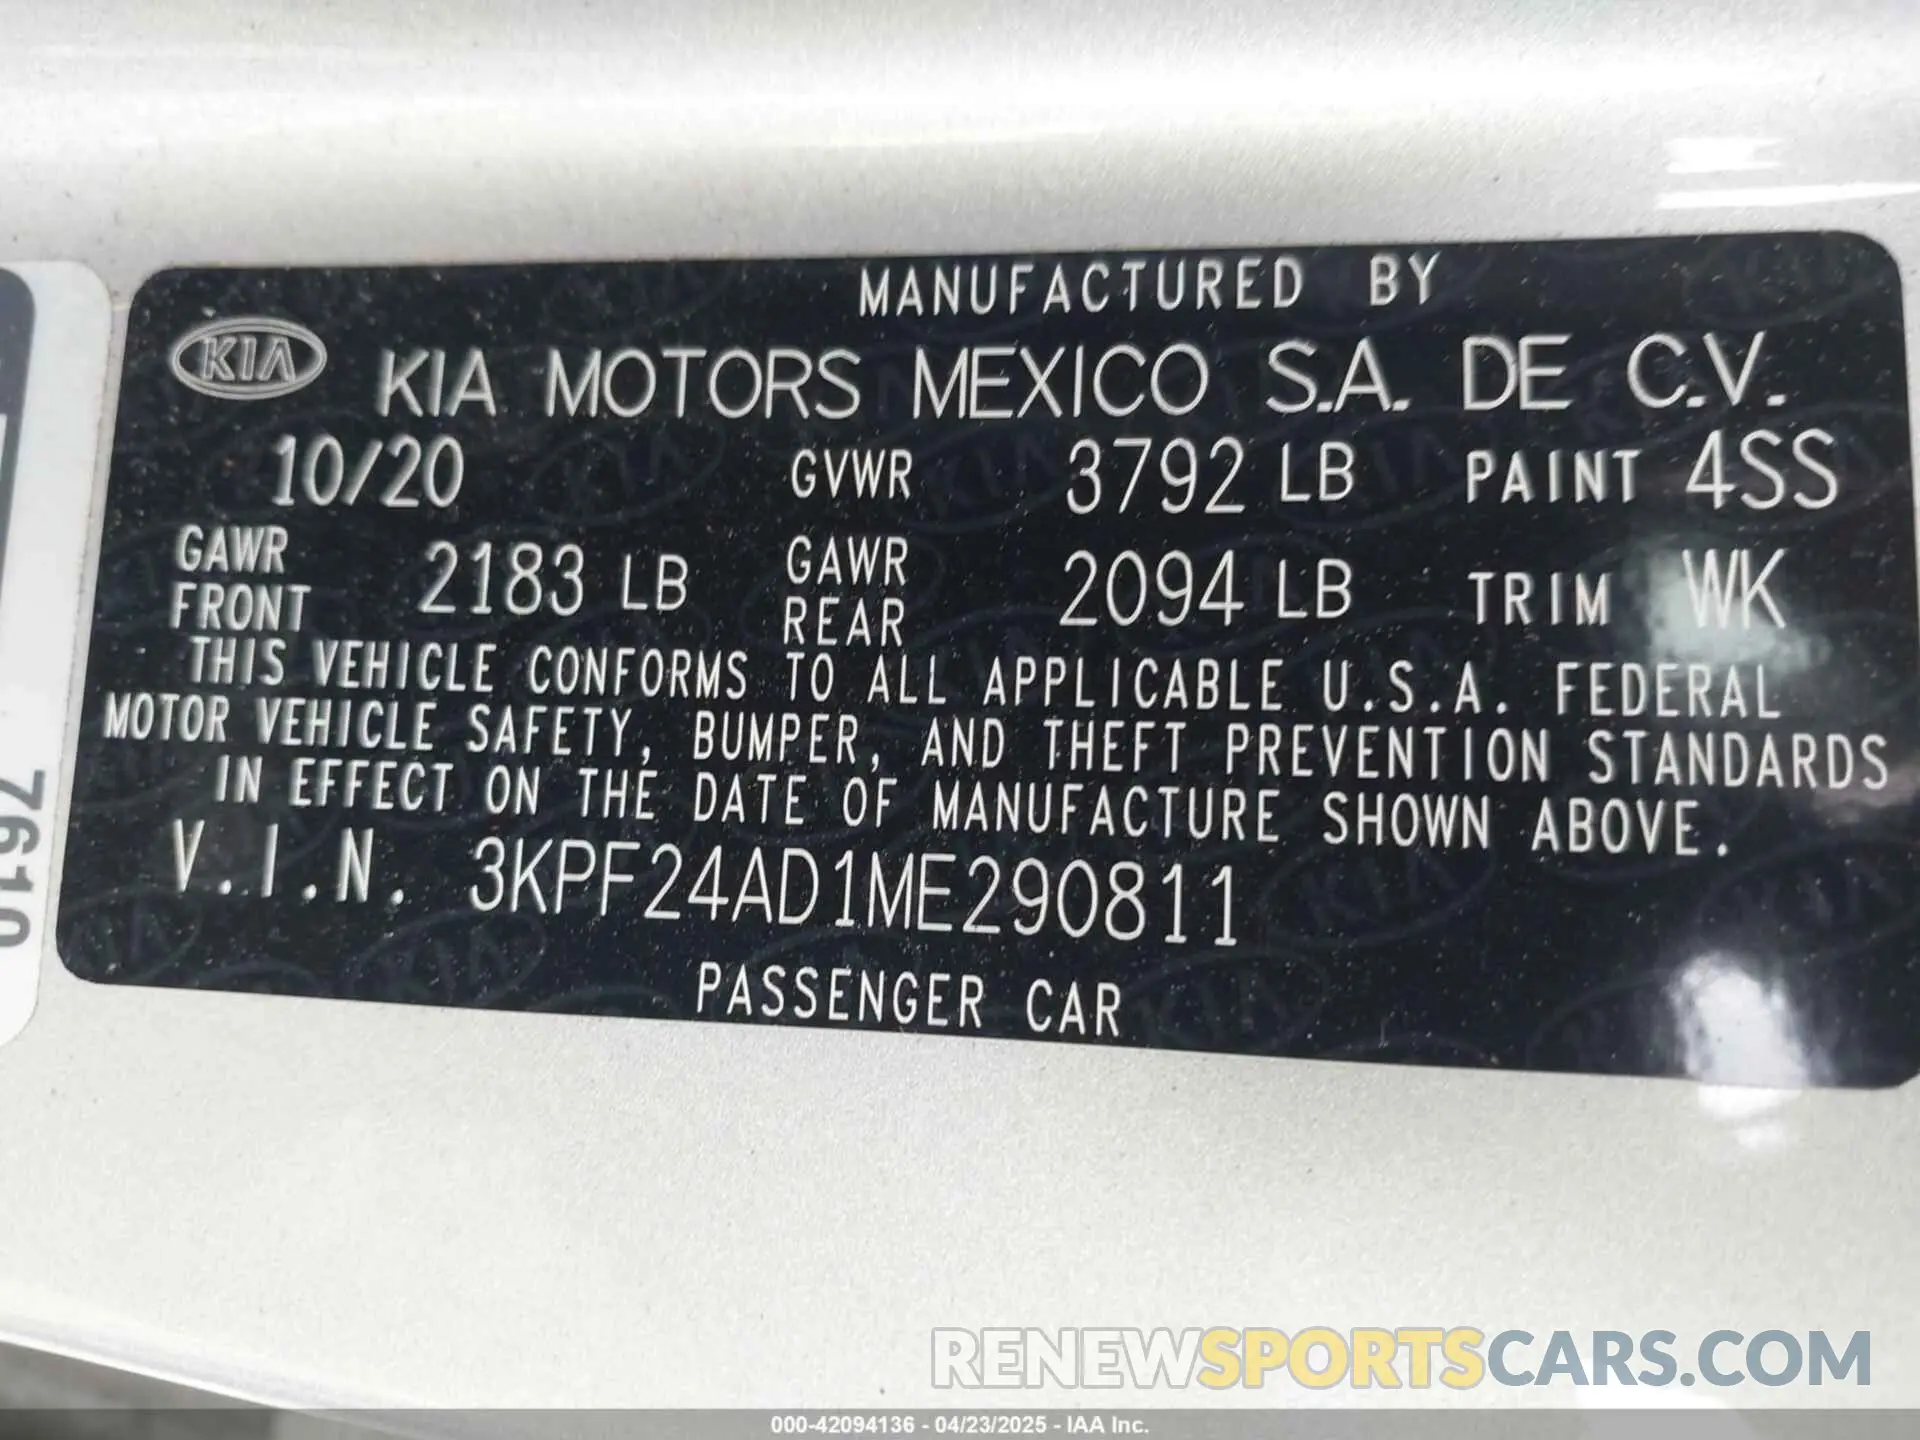 MANUFACTURED BY
KIA KIA MOTORS MEXICO S.A. DE C.V.
10/20 GVWR 3792 LB PAINT 4SS
GAWR FRONT 2183 LB GAWR REAR 2094 LB TRIM WK
THIS VEHICLE CONFORMS TO ALL APPLICABLE U.S.A. FEDERAL
MOTOR VEHICLE SAFETY, BUMPER, AND THEFT PREVENTION STANDARDS
IN EFFECT ON THE DATE OF MANUFACTURE SHOWN ABOVE.
V.I.N. 3KPF24AD1ME290811
PASSENGER CAR
7610
RENEWSPORTSCARS.COM
000-42094136 - 04/23/2025 - IAA Inc.